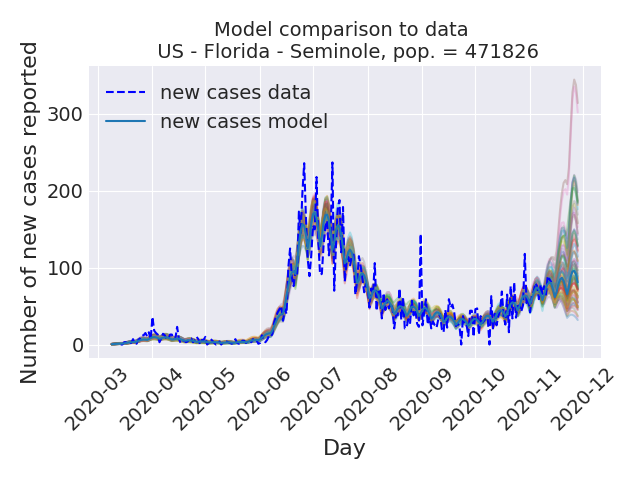 Model comparison to data
US - Florida - Seminole, pop. = 471826
Number of new cases reported
300
200
100
0
new cases data
new cases model
2020-03
2020-04
2020-05
2020-06
2020-07
2020-08
2020-09
2020-10
2020-11
2020-12
Day